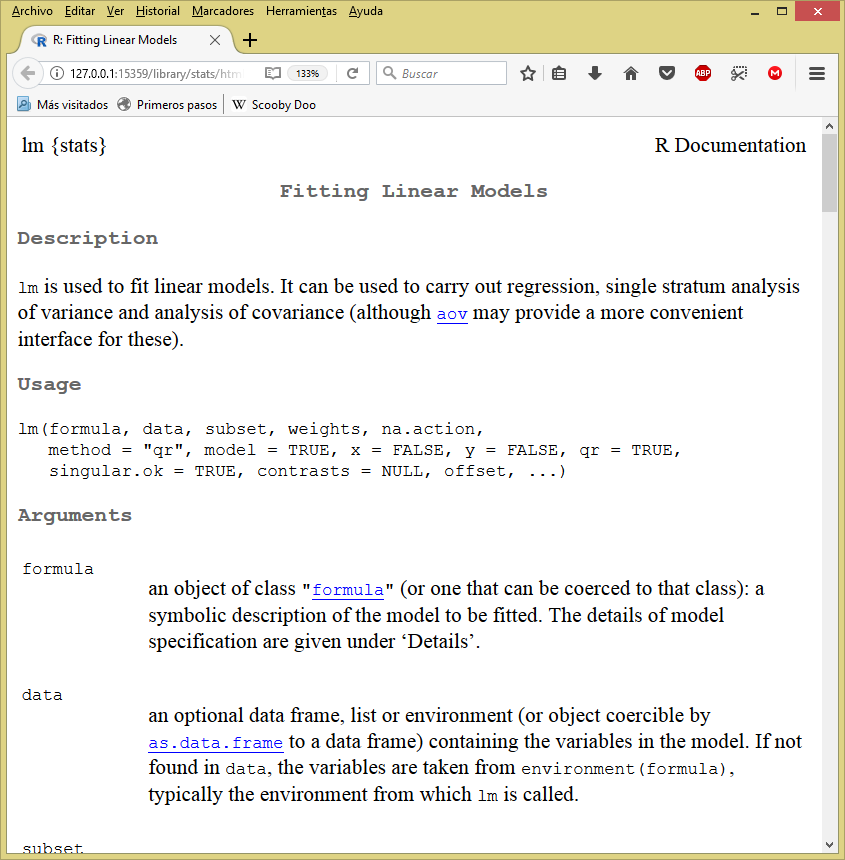 Archivo Editar Ver Historial Marcadores Herramientas Ayuda
R: Fitting Linear Models
127.0.0.1:15359/library/stats/htm 133% Buscar ABP M
Más visitados Primeros pasos W Scooby Doo
lm {stats} R Documentation
Fitting Linear Models
Description
lm is used to fit linear models. It can be used to carry out regression, single stratum analysis
of variance and analysis of covariance (although aov may provide a more convenient
interface for these).
Usage
lm(formula, data, subset, weights, na.action,
method = "qr", model = TRUE, x = FALSE, y = FALSE, qr = TRUE,
singular.ok = TRUE, contrasts = NULL, offset, ...)
Arguments
formula
an object of class "formula" (or one that can be coerced to that class): a
symbolic description of the model to be fitted. The details of model
specification are given under ‘Details’.
data
an optional data frame, list or environment (or object coercible by
as.data.frame to a data frame) containing the variables in the model. If not
found in data, the variables are taken from environment(formula),
typically the environment from which lm is called.
subset